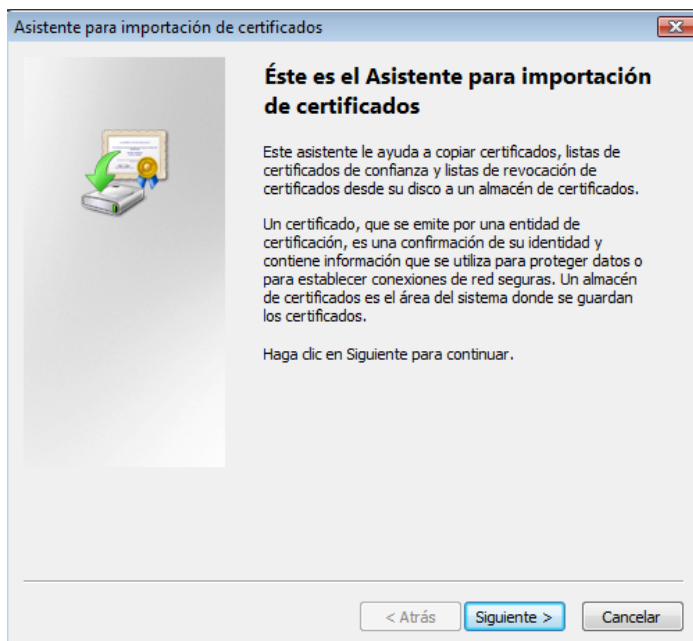 Asistente para importación de certificados
Éste es el Asistente para importación
de certificados
Este asistente le ayuda a copiar certificados, listas de
certificados de confianza y listas de revocación de
certificados desde su disco a un almacén de certificados.
Un certificado, que se emite por una entidad de
certificación, es una confirmación de su identidad y
contiene información que se utiliza para proteger datos o
para establecer conexiones de red seguras. Un almacén
de certificados es el área del sistema donde se guardan
los certificados.
Haga clic en Siguiente para continuar.
< Atrás
Siguiente >
Cancelar